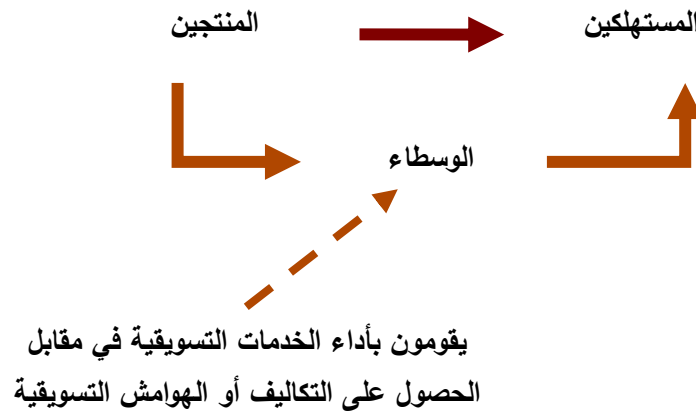 المنتجين
المستهلكين
الوسطاء
يقومون بأداء الخدمات التسويقية في مقابل
الحصول على التكاليف أو الهوامش التسويقية